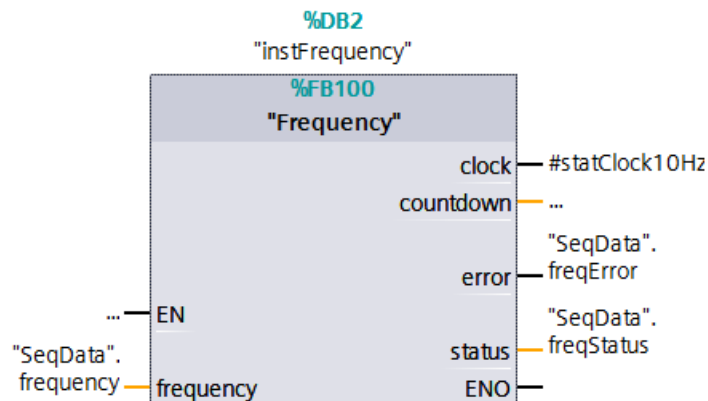 %DB2
"instFrequency"
%FB100
"Frequency"
clock
#statClock10Hz
countdown
...
"SeqData".
error
freqError
...
EN
"SeqData".
"SeqData".
status
freqStatus
frequency
frequency
ENO